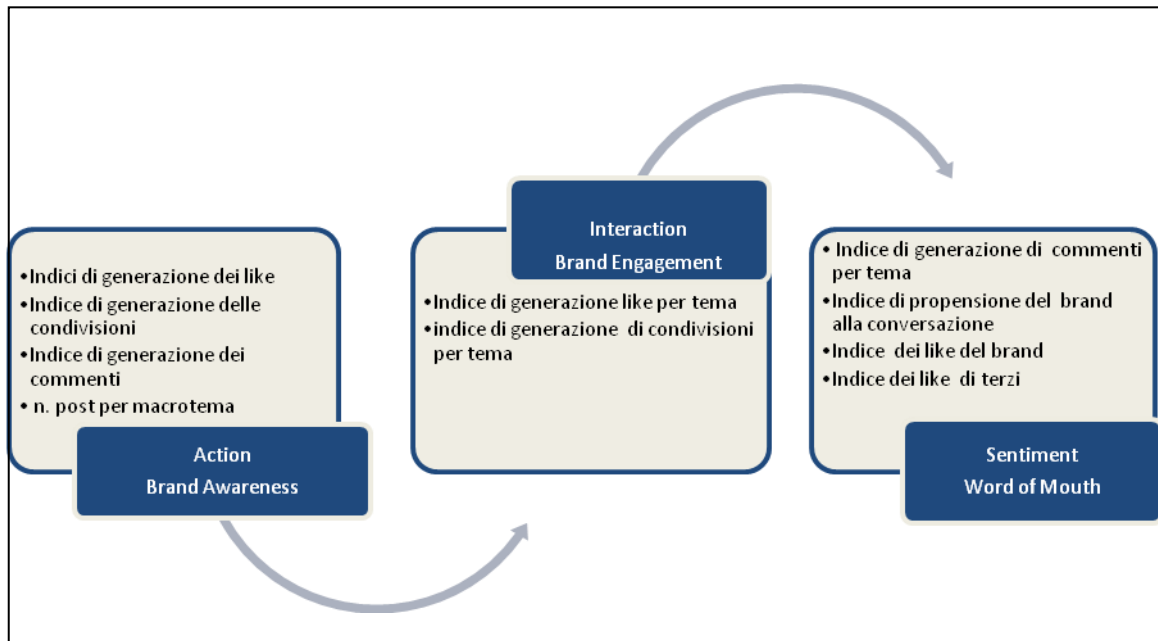 •Indici di generazione dei like
•Indice di generazione delle
condivisioni
•Indice di generazione dei
commenti
• n. post per macrotema
Action
Brand Awareness
Interaction
Brand Engagement
•Indice di generazione like per tema
•indice di generazione di condivisioni
per tema
• Indice di generazione di commenti
per tema
•Indice di propensione del brand
alla conversazione
•Indice dei like del brand
•Indice dei like di terzi
Sentiment
Word of Mouth